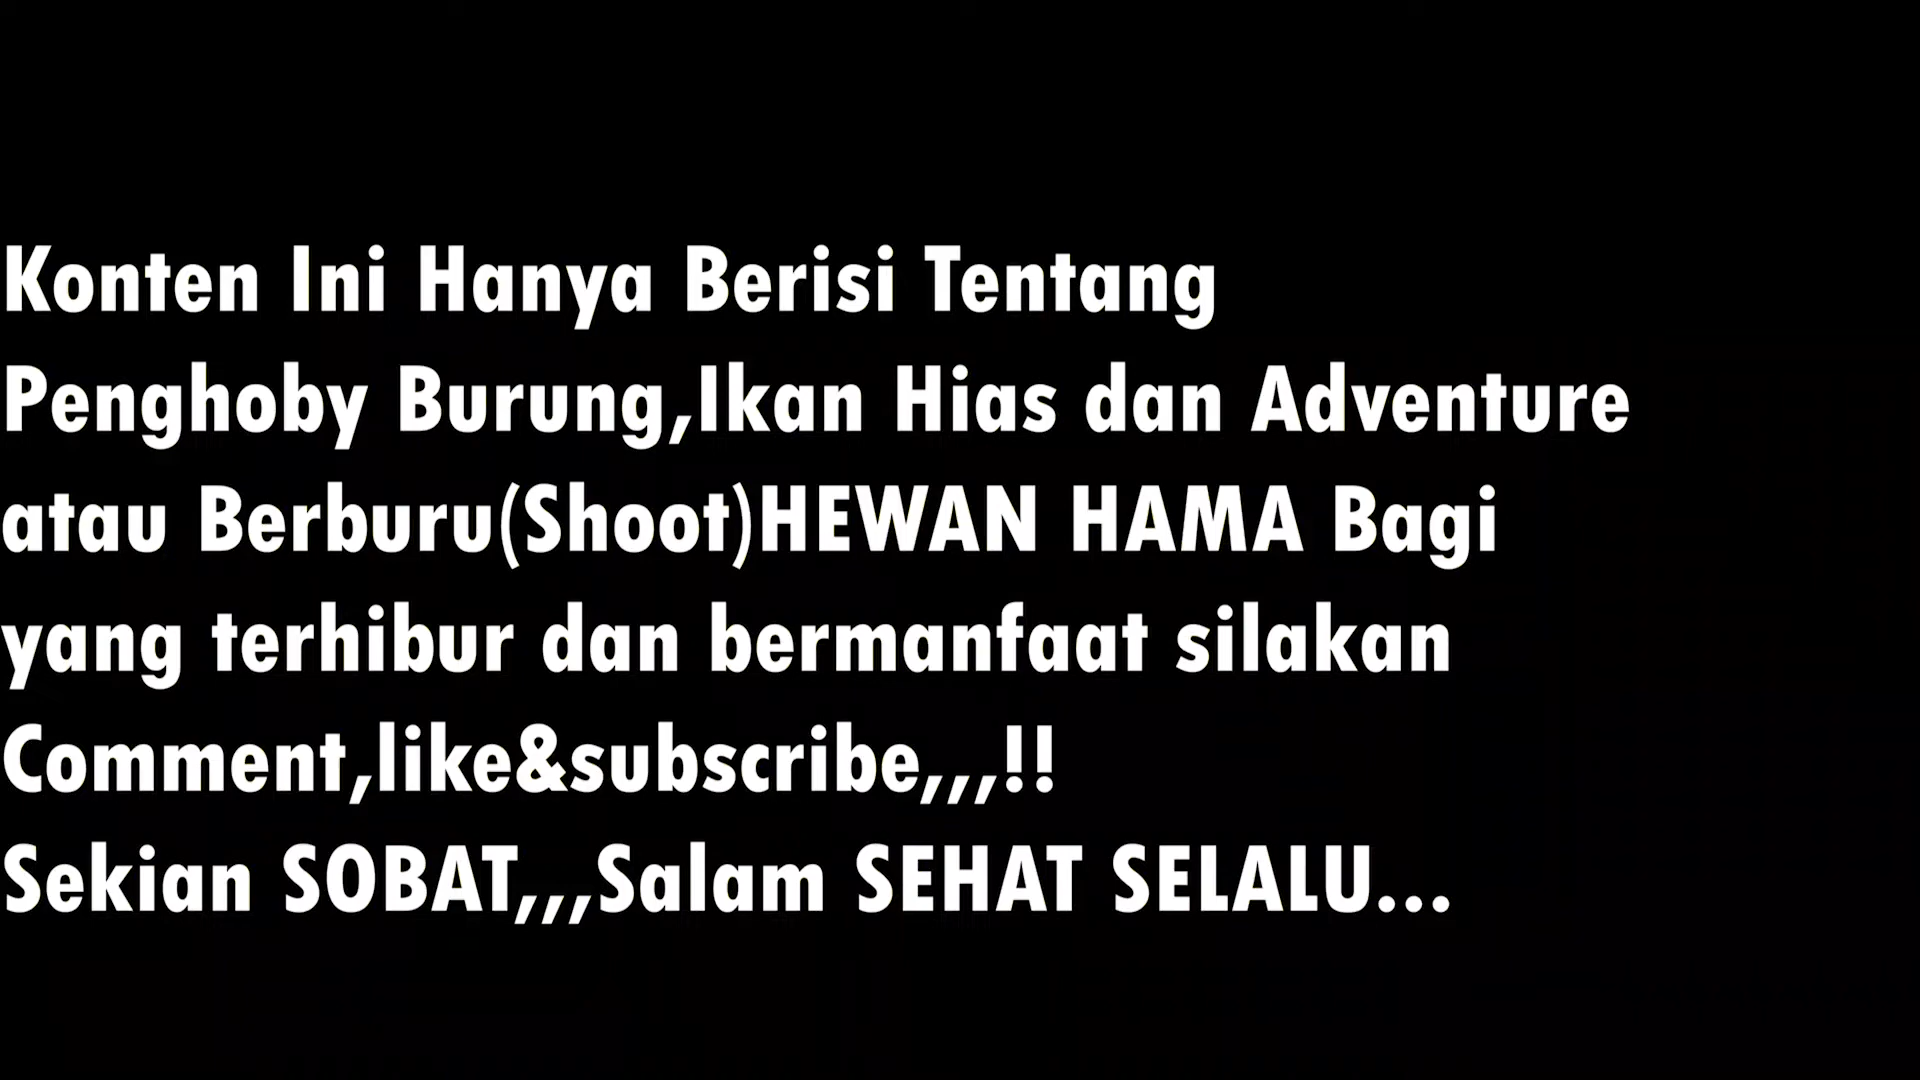 Konten Ini Hanya Berisi Tentang
Penghoby Burung,Ikan Hias dan Adventure
atau Berburu(Shoot)HEWAN HAMA Bagi
yang terhibur dan bermanfaat silakan
Comment,like&subscribe,,,!!
Sekian SOBAT,,,Salam SEHAT SELALU...